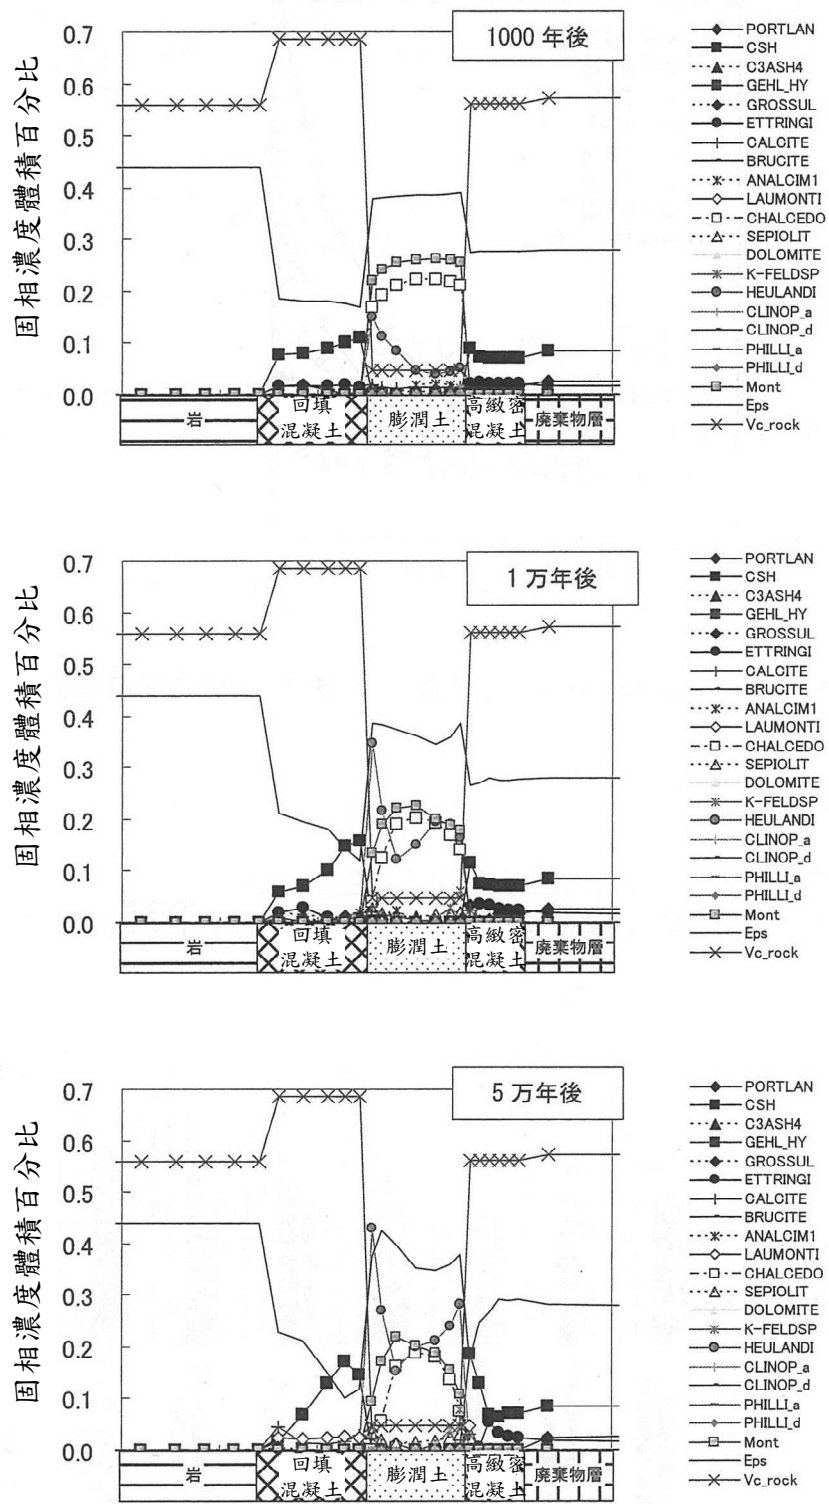 1000 年後
固相濃度體積百分比
0.7
0.6
0.5
0.4
0.3
0.2
0.1
0.0
岩
回填
混凝土
膨潤土
高緻密
混凝土
廃棄物層
PORTLAN
CSH
C3ASH4
GEHL_HY
GROSSUL
ETTRINGI
CALCITE
BRUCITE
ANALCIM1
LAUMONTI
CHALCEDO
SEPIOLIT
DOLOMITE
K-FELDSP
HEULANDI
CLINOP_a
CLINOP_d
PHILLI_a
PHILLI_d
Mont
Eps
Vc_rock
1万年後
固相濃度體積百分比
0.7
0.6
0.5
0.4
0.3
0.2
0.1
0.0
岩
回填
混凝土
膨潤土
高緻密
混凝土
廃棄物層
PORTLAN
CSH
C3ASH4
GEHL_HY
GROSSUL
ETTRINGI
CALCITE
BRUCITE
ANALCIM1
LAUMONTI
CHALCEDO
SEPIOLIT
DOLOMITE
K-FELDSP
HEULANDI
CLINOP_a
CLINOP_d
PHILLI_a
PHILLI_d
Mont
Eps
Vc_rock
5万年後
固相濃度體積百分比
0.7
0.6
0.5
0.4
0.3
0.2
0.1
0.0
岩
回填
混凝土
膨潤土
高緻密
混凝土
廃棄物層
PORTLAN
CSH
C3ASH4
GEHL_HY
GROSSUL
ETTRINGI
CALCITE
BRUCITE
ANALCIM1
LAUMONTI
CHALCEDO
SEPIOLIT
DOLOMITE
K-FELDSP
HEULANDI
CLINOP_a
CLINOP_d
PHILLI_a
PHILLI_d
Mont
Eps
Vc_rock